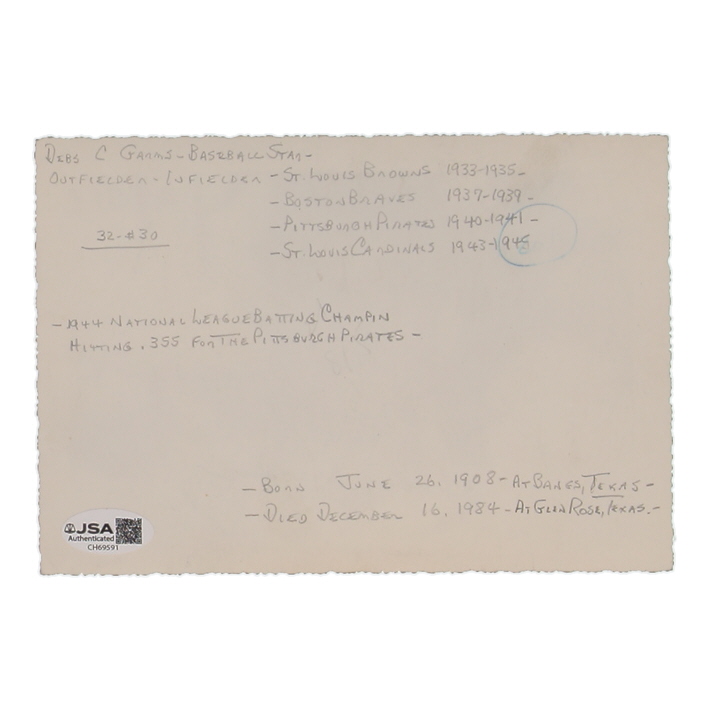 Debs C Garms - Baseball Star -
Outfielder - Infielder - St. Louis Browns 1933-1935 -
- Boston Braves 1937-1939 -
- Pittsburgh Pirates 1940-1941 -
32-#30
- St. Louis Cardinals 1943-1945
- 1944 National League Batting Champin
Hitting .355 for The Pittsburgh Pirates -
- Born June 26, 1908 - At Banes, Texas -
- Died December 16, 1984 - At Glen Rose, Texas. -
JSA
Authenticated
CH69591